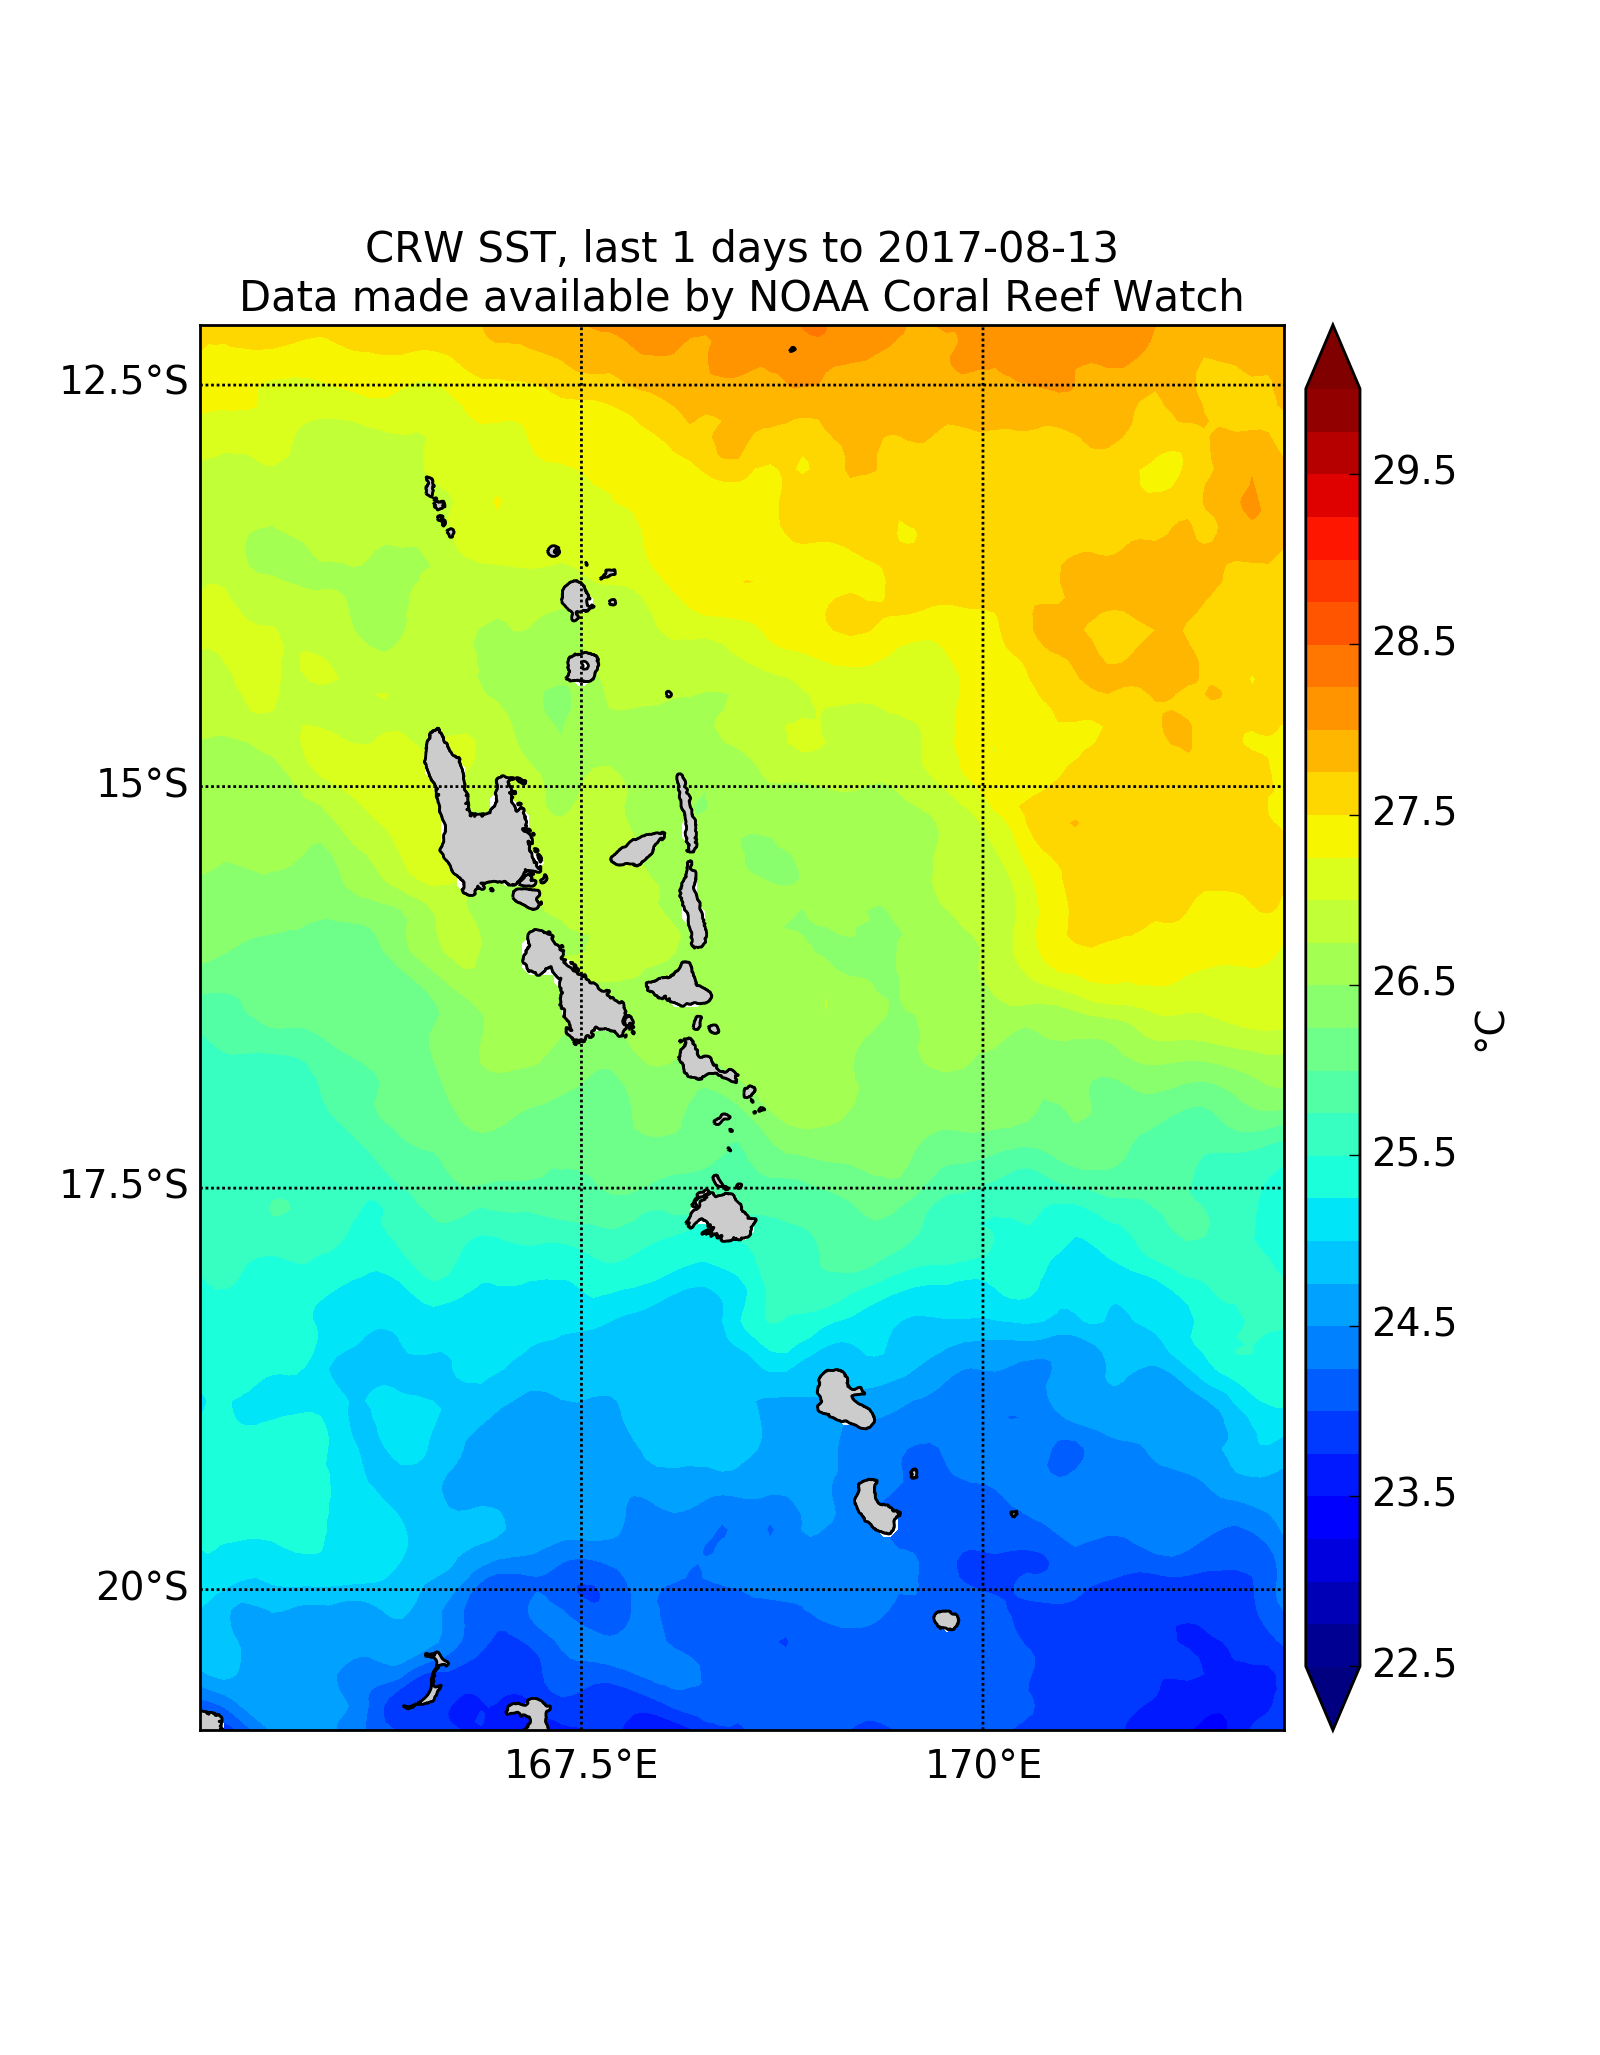 CRW SST, last 1 days to 2017-08-13
Data made available by NOAA Coral Reef Watch
12.5°S
15°S
17.5°S
20°S
167.5°E
170°E
29.5
28.5
27.5
26.5
25.5
24.5
23.5
22.5
°C